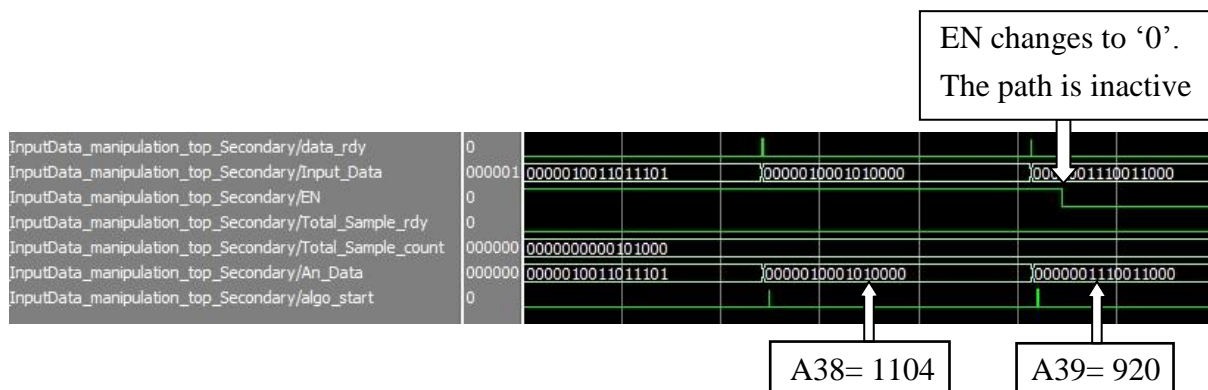 EN changes to ‘0’.
The path is inactive
InputData_manipulation_top_Secondary/data_rdy 0
InputData_manipulation_top_Secondary/Input_Data 000001 0000010011011101 0000010001010000 0000001110011000
InputData_manipulation_top_Secondary/EN 0
InputData_manipulation_top_Secondary/Total_Sample_rdy 0
InputData_manipulation_top_Secondary/Total_Sample_count 000000 0000000000101000
InputData_manipulation_top_Secondary/An_Data 000000 0000010011011101 0000010001010000 0000001110011000
InputData_manipulation_top_Secondary/algo_start 0
A38= 1104 A39= 920